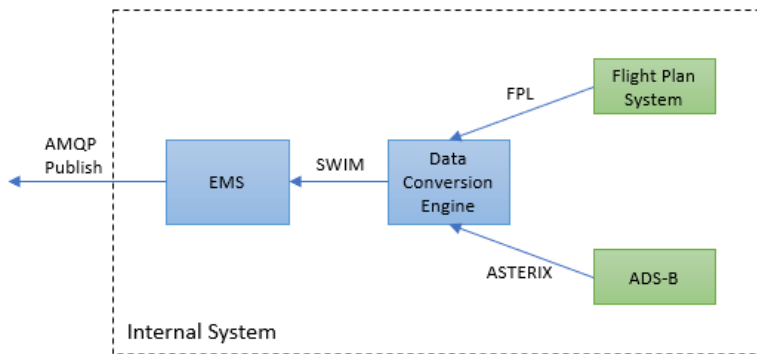 Flight Plan
System
FPL
AMQP
Publish
EMS
SWIM
Data
Conversion
Engine
ASTERIX
ADS-B
Internal System